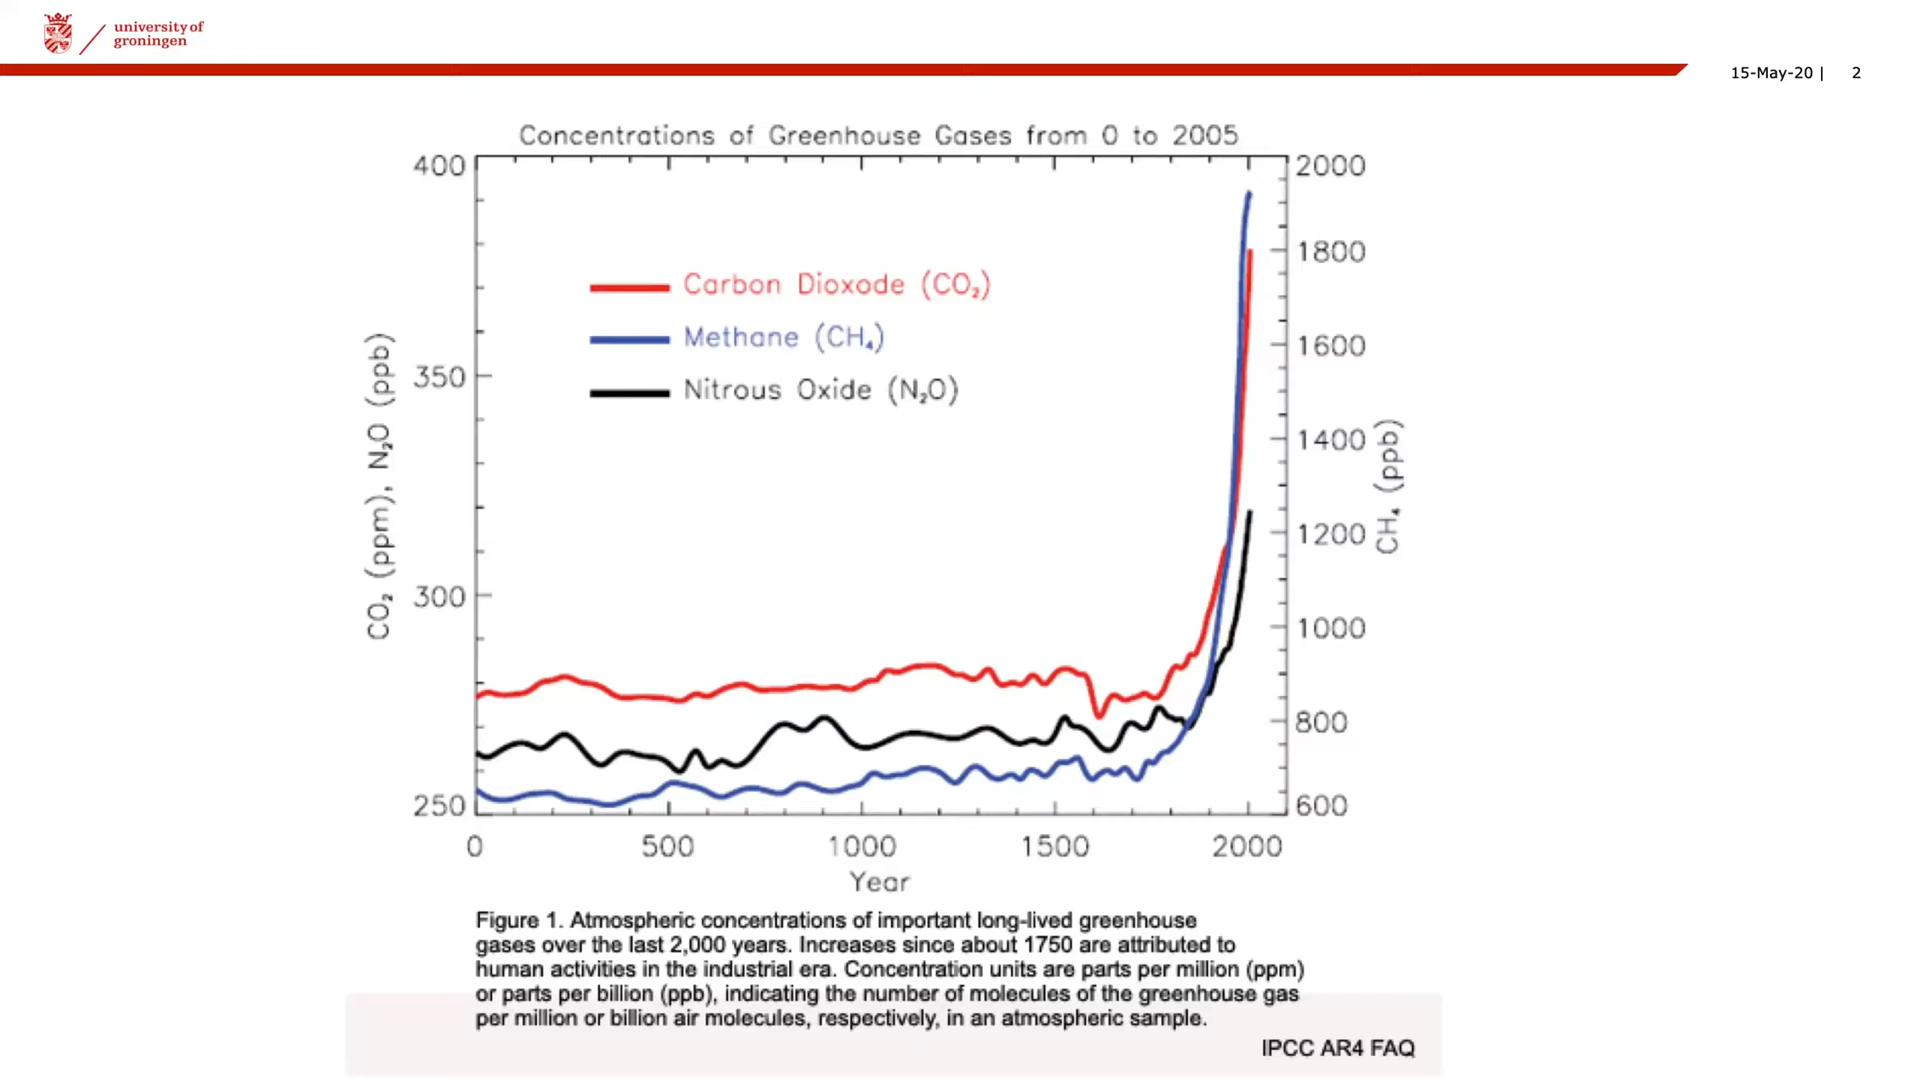 university of
groningen
15-May-20 | 2
Concentrations of Greenhouse Gases from 0 to 2005
400
350
300
250
CO₂ (ppm), N₂O (ppb)
Carbon Dioxode (CO₂)
Methane (CH₄)
Nitrous Oxide (N₂O)
2000
1800
1600
1400
1200
1000
800
600
CH₄ (ppb)
0 500 1000 1500 2000
Year
Figure 1. Atmospheric concentrations of important long-lived greenhouse
gases over the last 2,000 years. Increases since about 1750 are attributed to
human activities in the industrial era. Concentration units are parts per million (ppm)
or parts per billion (ppb), indicating the number of molecules of the greenhouse gas
per million or billion air molecules, respectively, in an atmospheric sample.
IPCC AR4 FAQ